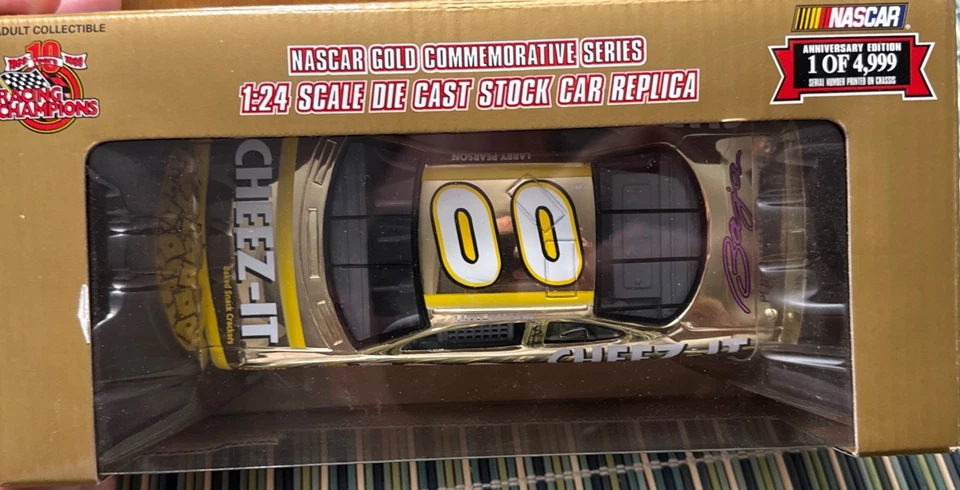 ADULT COLLECTIBLE
10
RACING
CHAMPIONS
NASCAR GOLD COMMEMORATIVE SERIES
1:24 SCALE DIE CAST STOCK CAR REPLICA
NASCAR
ANNIVERSARY EDITION
1 OF 4,999
SERIAL NUMBER PRINTED ON CHASSIS
CHEEZ-IT
Baked Snack Crackers
LARRY PEARSON
00
CHEEZ-IT